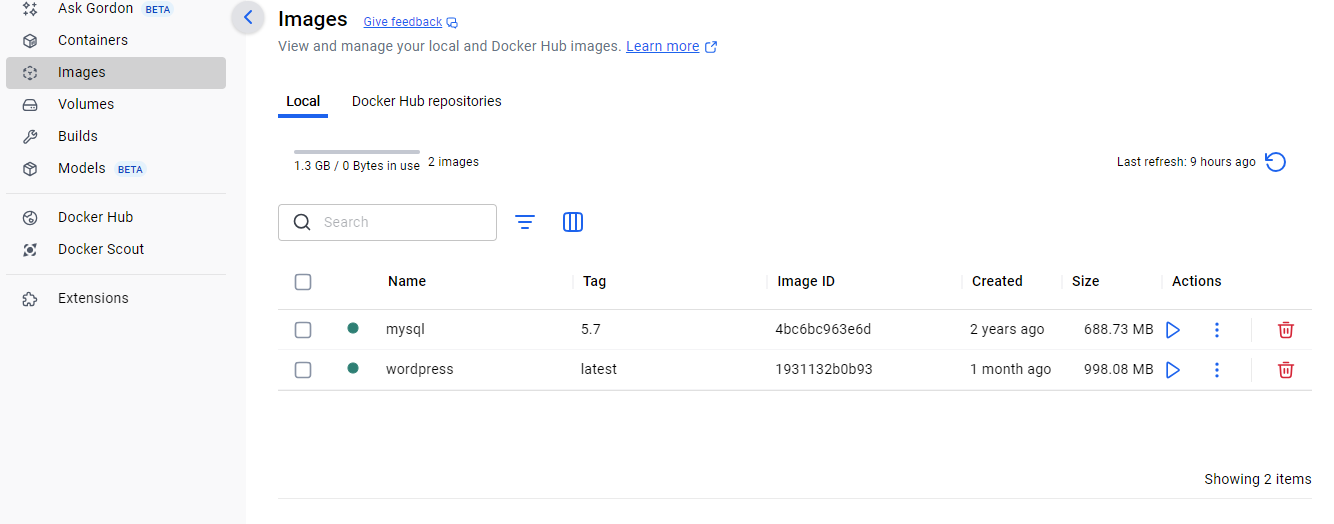 Ask Gordon BETA
Containers
Images
Volumes
Builds
Models BETA
Docker Hub
Docker Scout
Extensions
Images Give feedback
View and manage your local and Docker Hub images. Learn more
Local Docker Hub repositories
1.3 GB / 0 Bytes in use 2 images Last refresh: 9 hours ago
Search
Name Tag Image ID Created Size Actions
mysql 5.7 4bc6bc963e6d 2 years ago 688.73 MB
wordpress latest 1931132b0b93 1 month ago 998.08 MB
Showing 2 items